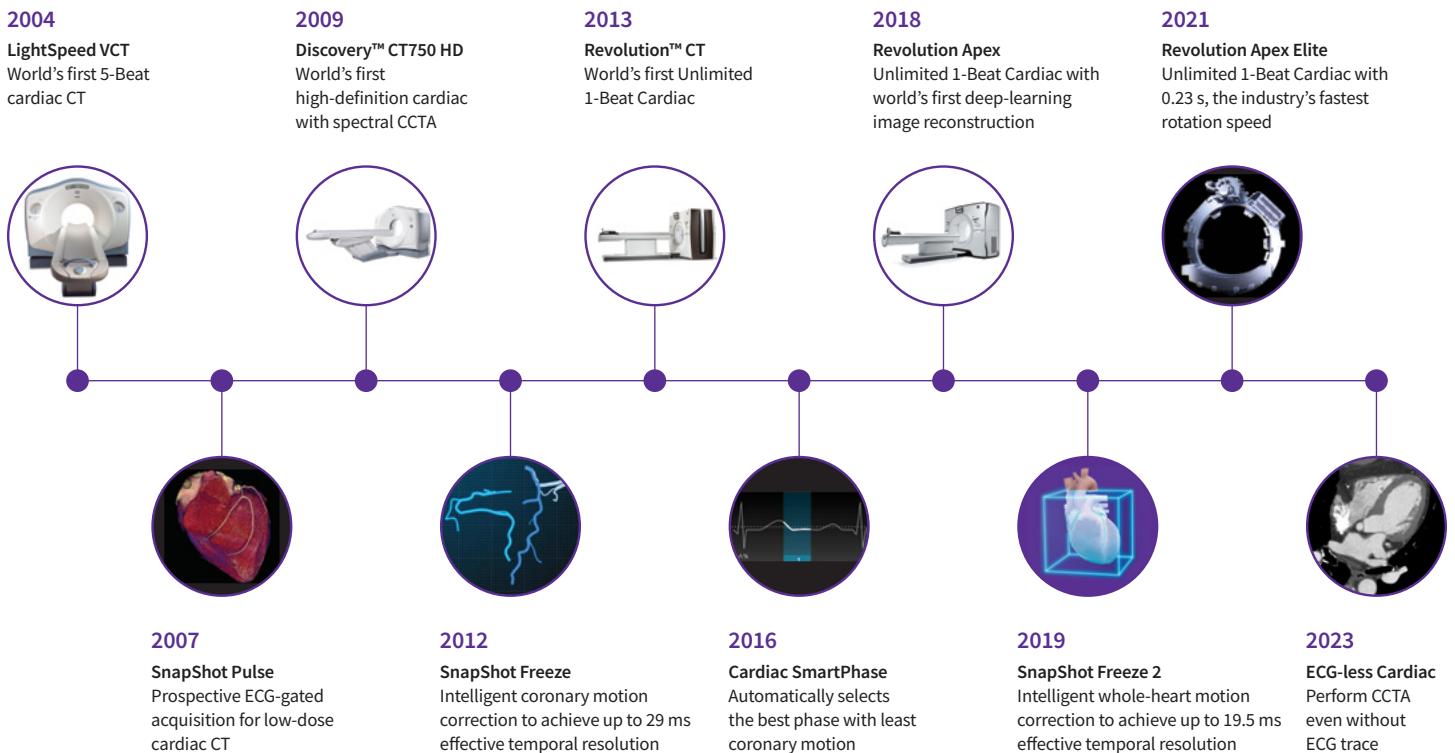 2004
LightSpeed VCT
World’s first 5-Beat
cardiac CT
2009
Discovery™ CT750 HD
World’s first
high-definition cardiac
with spectral CCTA
2013
Revolution™ CT
World’s first Unlimited
1-Beat Cardiac
2018
Revolution Apex
Unlimited 1-Beat Cardiac with
world’s first deep-learning
image reconstruction
2021
Revolution Apex Elite
Unlimited 1-Beat Cardiac with
0.23 s, the industry’s fastest
rotation speed
2007
SnapShot Pulse
Prospective ECG-gated
acquisition for low-dose
cardiac CT
2012
SnapShot Freeze
Intelligent coronary motion
correction to achieve up to 29 ms
effective temporal resolution
2016
Cardiac SmartPhase
Automatically selects
the best phase with least
coronary motion
2019
SnapShot Freeze 2
Intelligent whole-heart motion
correction to achieve up to 19.5 ms
effective temporal resolution
2023
ECG-less Cardiac
Perform CCTA
even without
ECG trace